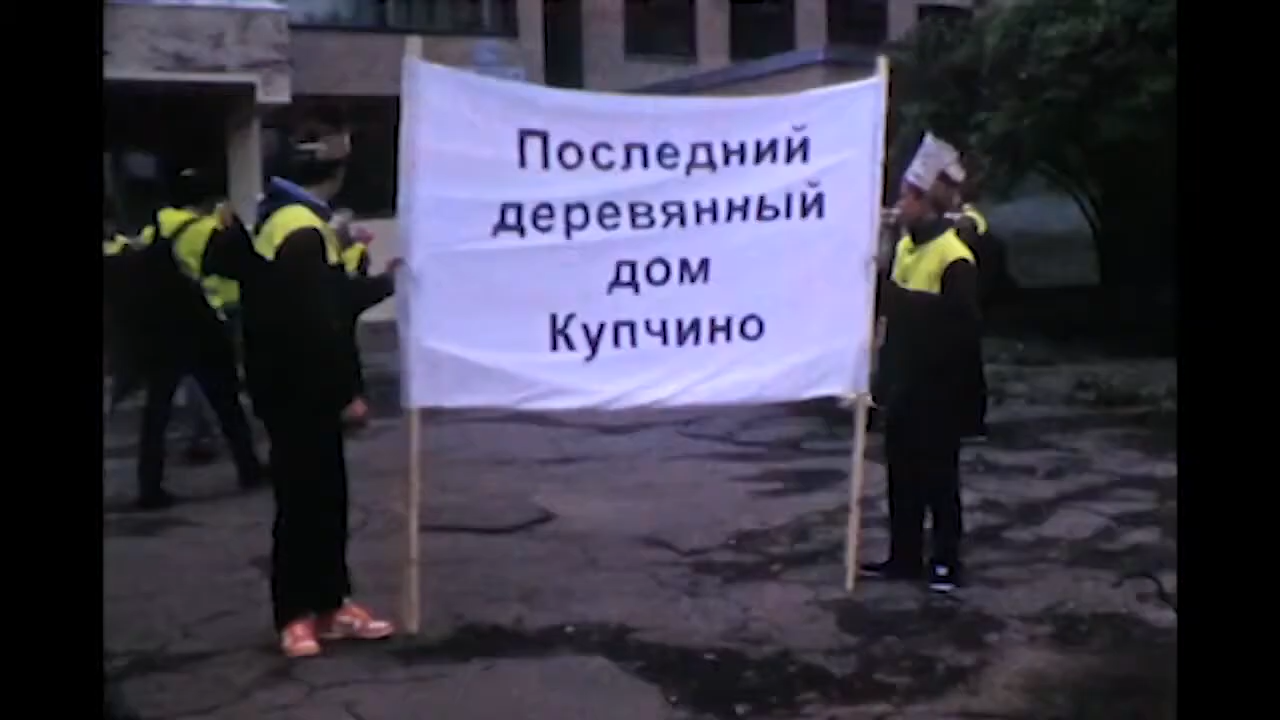 Последний
деревянный
дом
Купчино